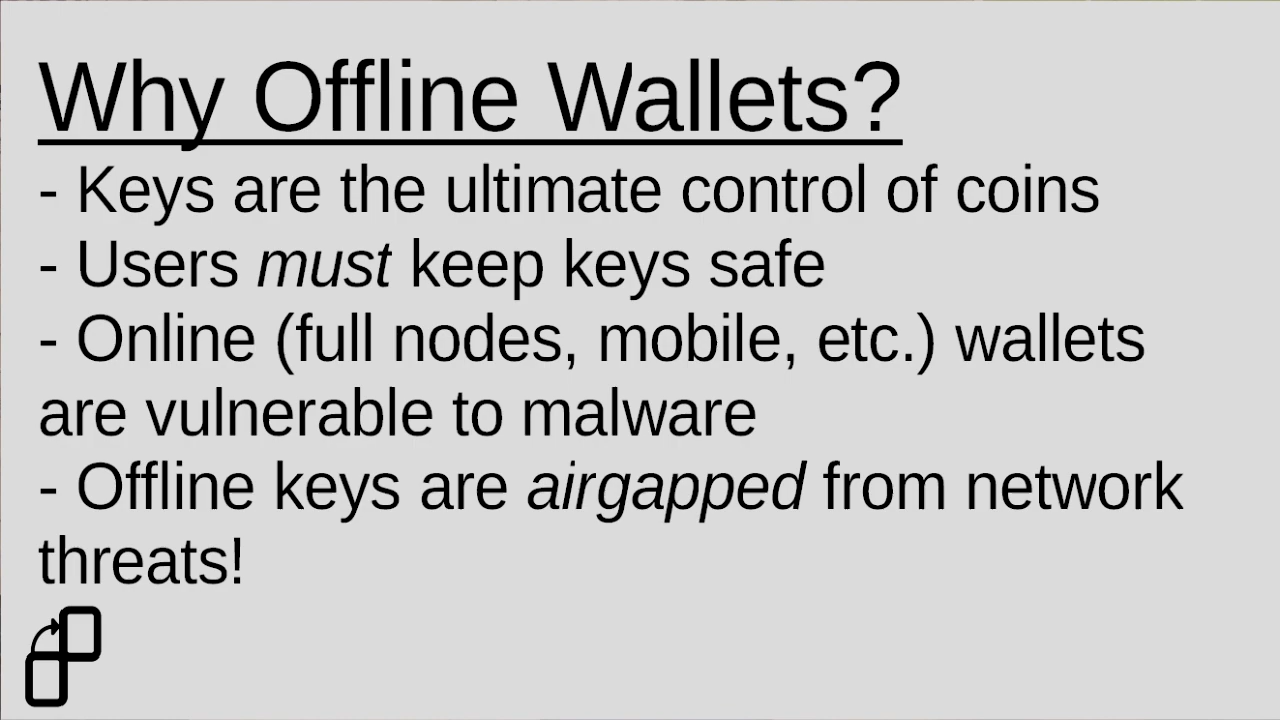 Why Offline Wallets?
- Keys are the ultimate control of coins
- Users must keep keys safe
- Online (full nodes, mobile, etc.) wallets
are vulnerable to malware
- Offline keys are airgapped from network
threats!